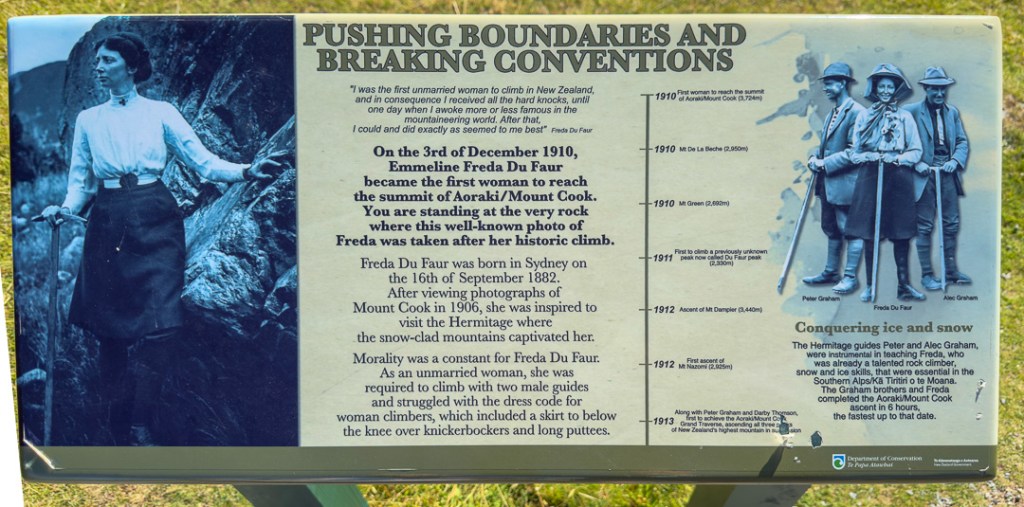 PUSHING BOUNDARIES AND
BREAKING CONVENTIONS
"I was the first unmarried woman to climb in New Zealand,
and in consequence I received all the hard knocks, until
one day when I awoke more or less famous in the
mountaineering world. After that,
I could and did exactly as seemed to me best" Freda Du Faur
On the 3rd of December 1910,
Emmeline Freda Du Faur
became the first woman to reach
the summit of Aoraki/Mount Cook.
You are standing at the very rock
where this well-known photo of
Freda was taken after her historic climb.
Freda Du Faur was born in Sydney on
the 16th of September 1882.
After viewing photographs of
Mount Cook in 1906, she was inspired to
visit the Hermitage where
the snow-clad mountains captivated her.
Morality was a constant for Freda Du Faur.
As an unmarried woman, she was
required to climb with two male guides
and struggled with the dress code for
woman climbers, which included a skirt to below
the knee over knickerbockers and long puttees.
1910 First woman to reach the summit
of Aoraki/Mount Cook (3,724m)
1910 Mt De La Beche (2,950m)
1910 Mt Green (2,692m)
1911 First to climb a previously unknown
peak now called Du Faur peak
(2,330m)
1912 Ascent of Mt Dampier (3,440m)
1912 First ascent of
Mt Nazomi (2,925m)
1913 Along with Peter Graham and Darby Thomson,
first to achieve the Aoraki/Mount
Grand Traverse, ascending all three
of New Zealand's highest mountain in
Peter Graham
Freda Du Faur
Alec Graham
Conquering ice and snow
The Hermitage guides Peter and Alec Graham,
were instrumental in teaching Freda, who
was already a talented rock climber,
snow and ice skills, that were essential in the
Southern Alps/Kā Tiritiri o te Moana.
The Graham brothers and Freda
completed the Aoraki/Mount Cook
ascent in 6 hours,
the fastest up to that date.
Department of Conservation
Te Papa Atawhai
New Zealand Government